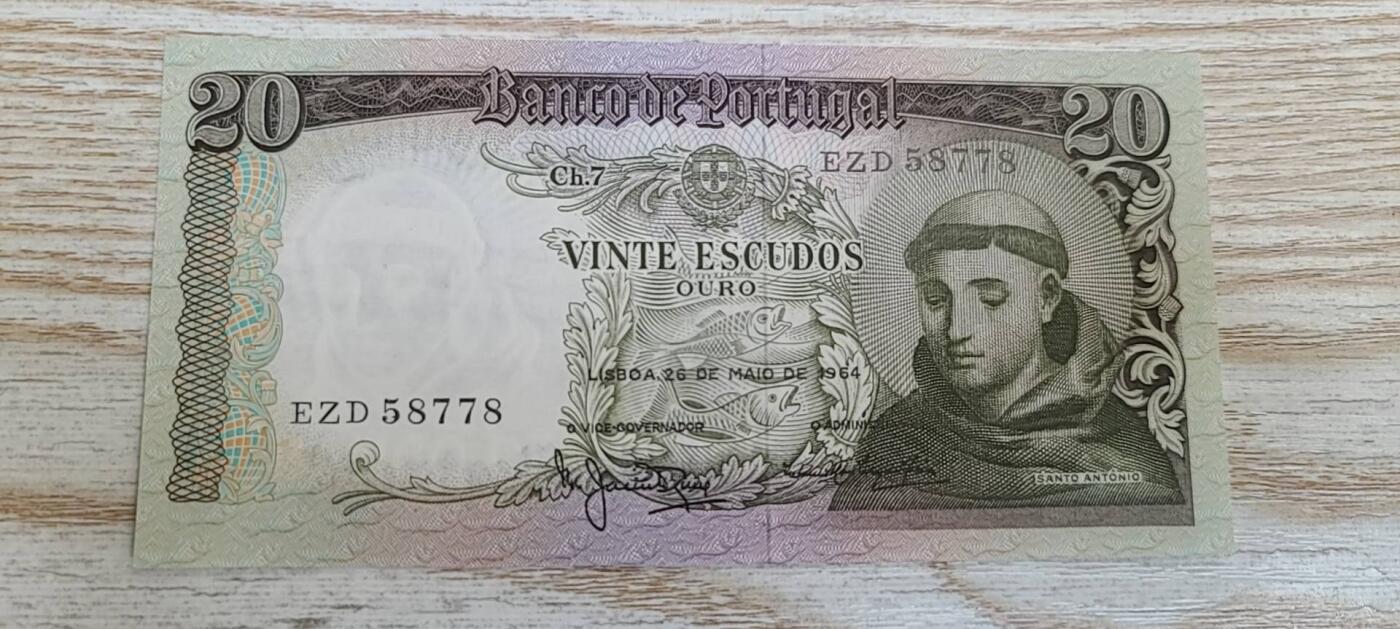 20 Banco de Portugal 20
Ch.7
EZD 58778
VINTE ESCUDOS
OURO
LISBOA, 26 DE MAIO DE 1964
EZD 58778
O VICE-GOVERNADOR
SANTO ANTÓNIO